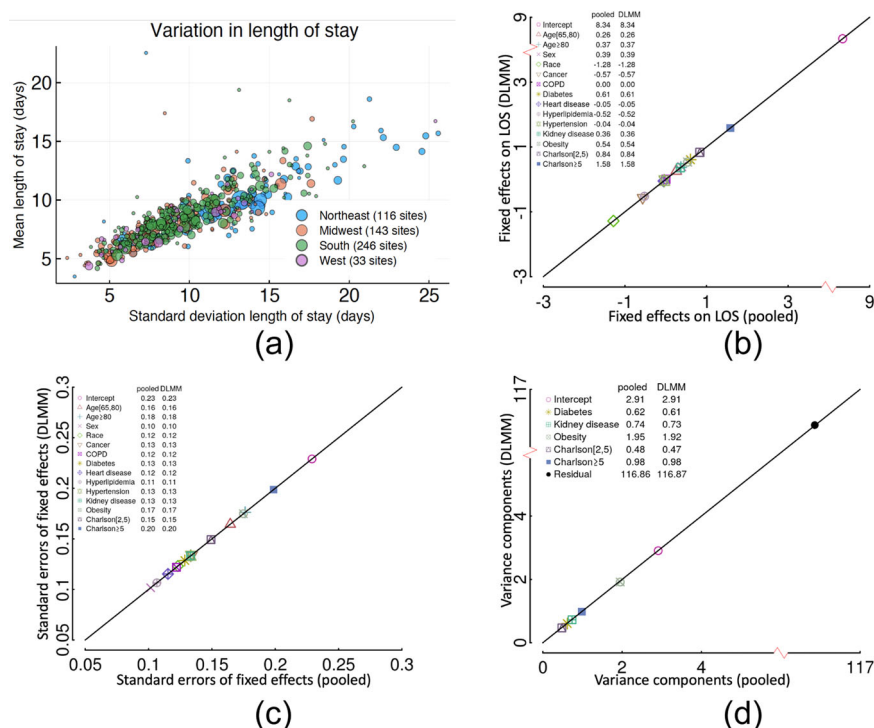 Variation in length of stay
Mean length of stay (days)
20
15
10
5
5 10 15 20 25
Standard deviation length of stay (days)
Northeast (116 sites)
Midwest (143 sites)
South (246 sites)
West (33 sites)
(a)
Fixed effects on LOS (DLMM)
9
3
1
-1
-3
pooled DLMM
Intercept 8.34 8.34
Age[65,80) 0.26 0.26
Age≥80 0.37 0.37
Sex 0.39 0.39
Race -1.28 -1.28
Cancer -0.57 -0.57
COPD 0.00 0.00
Diabetes 0.61 0.61
Heart disease -0.05 -0.05
Hyperlipidemia -0.52 -0.52
Hypertension -0.04 -0.04
Kidney disease 0.36 0.36
Obesity 0.54 0.54
Charlson[2,5) 0.84 0.84
Charlson≥5 1.58 1.58
-3 -1 1 3 9
Fixed effects on LOS (pooled)
(b)
Standard errors of fixed effects (DLMM)
0.3
0.25
0.2
0.15
0.1
0.05
pooled DLMM
Intercept 0.23 0.23
Age[65,80) 0.16 0.16
Age≥80 0.18 0.18
Sex 0.10 0.10
Race 0.12 0.12
Cancer 0.13 0.13
COPD 0.12 0.12
Diabetes 0.13 0.13
Heart disease 0.12 0.12
Hyperlipidemia 0.11 0.11
Hypertension 0.13 0.13
Kidney disease 0.13 0.13
Obesity 0.17 0.17
Charlson[2,5) 0.15 0.15
Charlson≥5 0.20 0.20
0.05 0.1 0.15 0.2 0.3
Standard errors of fixed effects (pooled)
(c)
Variance components (DLMM)
117
4
2
0
pooled DLMM
Intercept 2.91 2.91
Diabetes 0.62 0.61
Kidney disease 0.74 0.73
Obesity 1.95 1.92
Charlson[2,5) 0.48 0.47
Charlson≥5 0.98 0.98
Residual 116.86 116.87
0 2 4 117
Variance components (pooled)
(d)